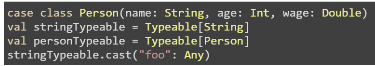 case class Person(name: String, age: Int, wage: Double)
val stringTypeable = Typeable[String]
val personTypeable = Typeable[Person]
stringTypeable.cast("foo": Any)